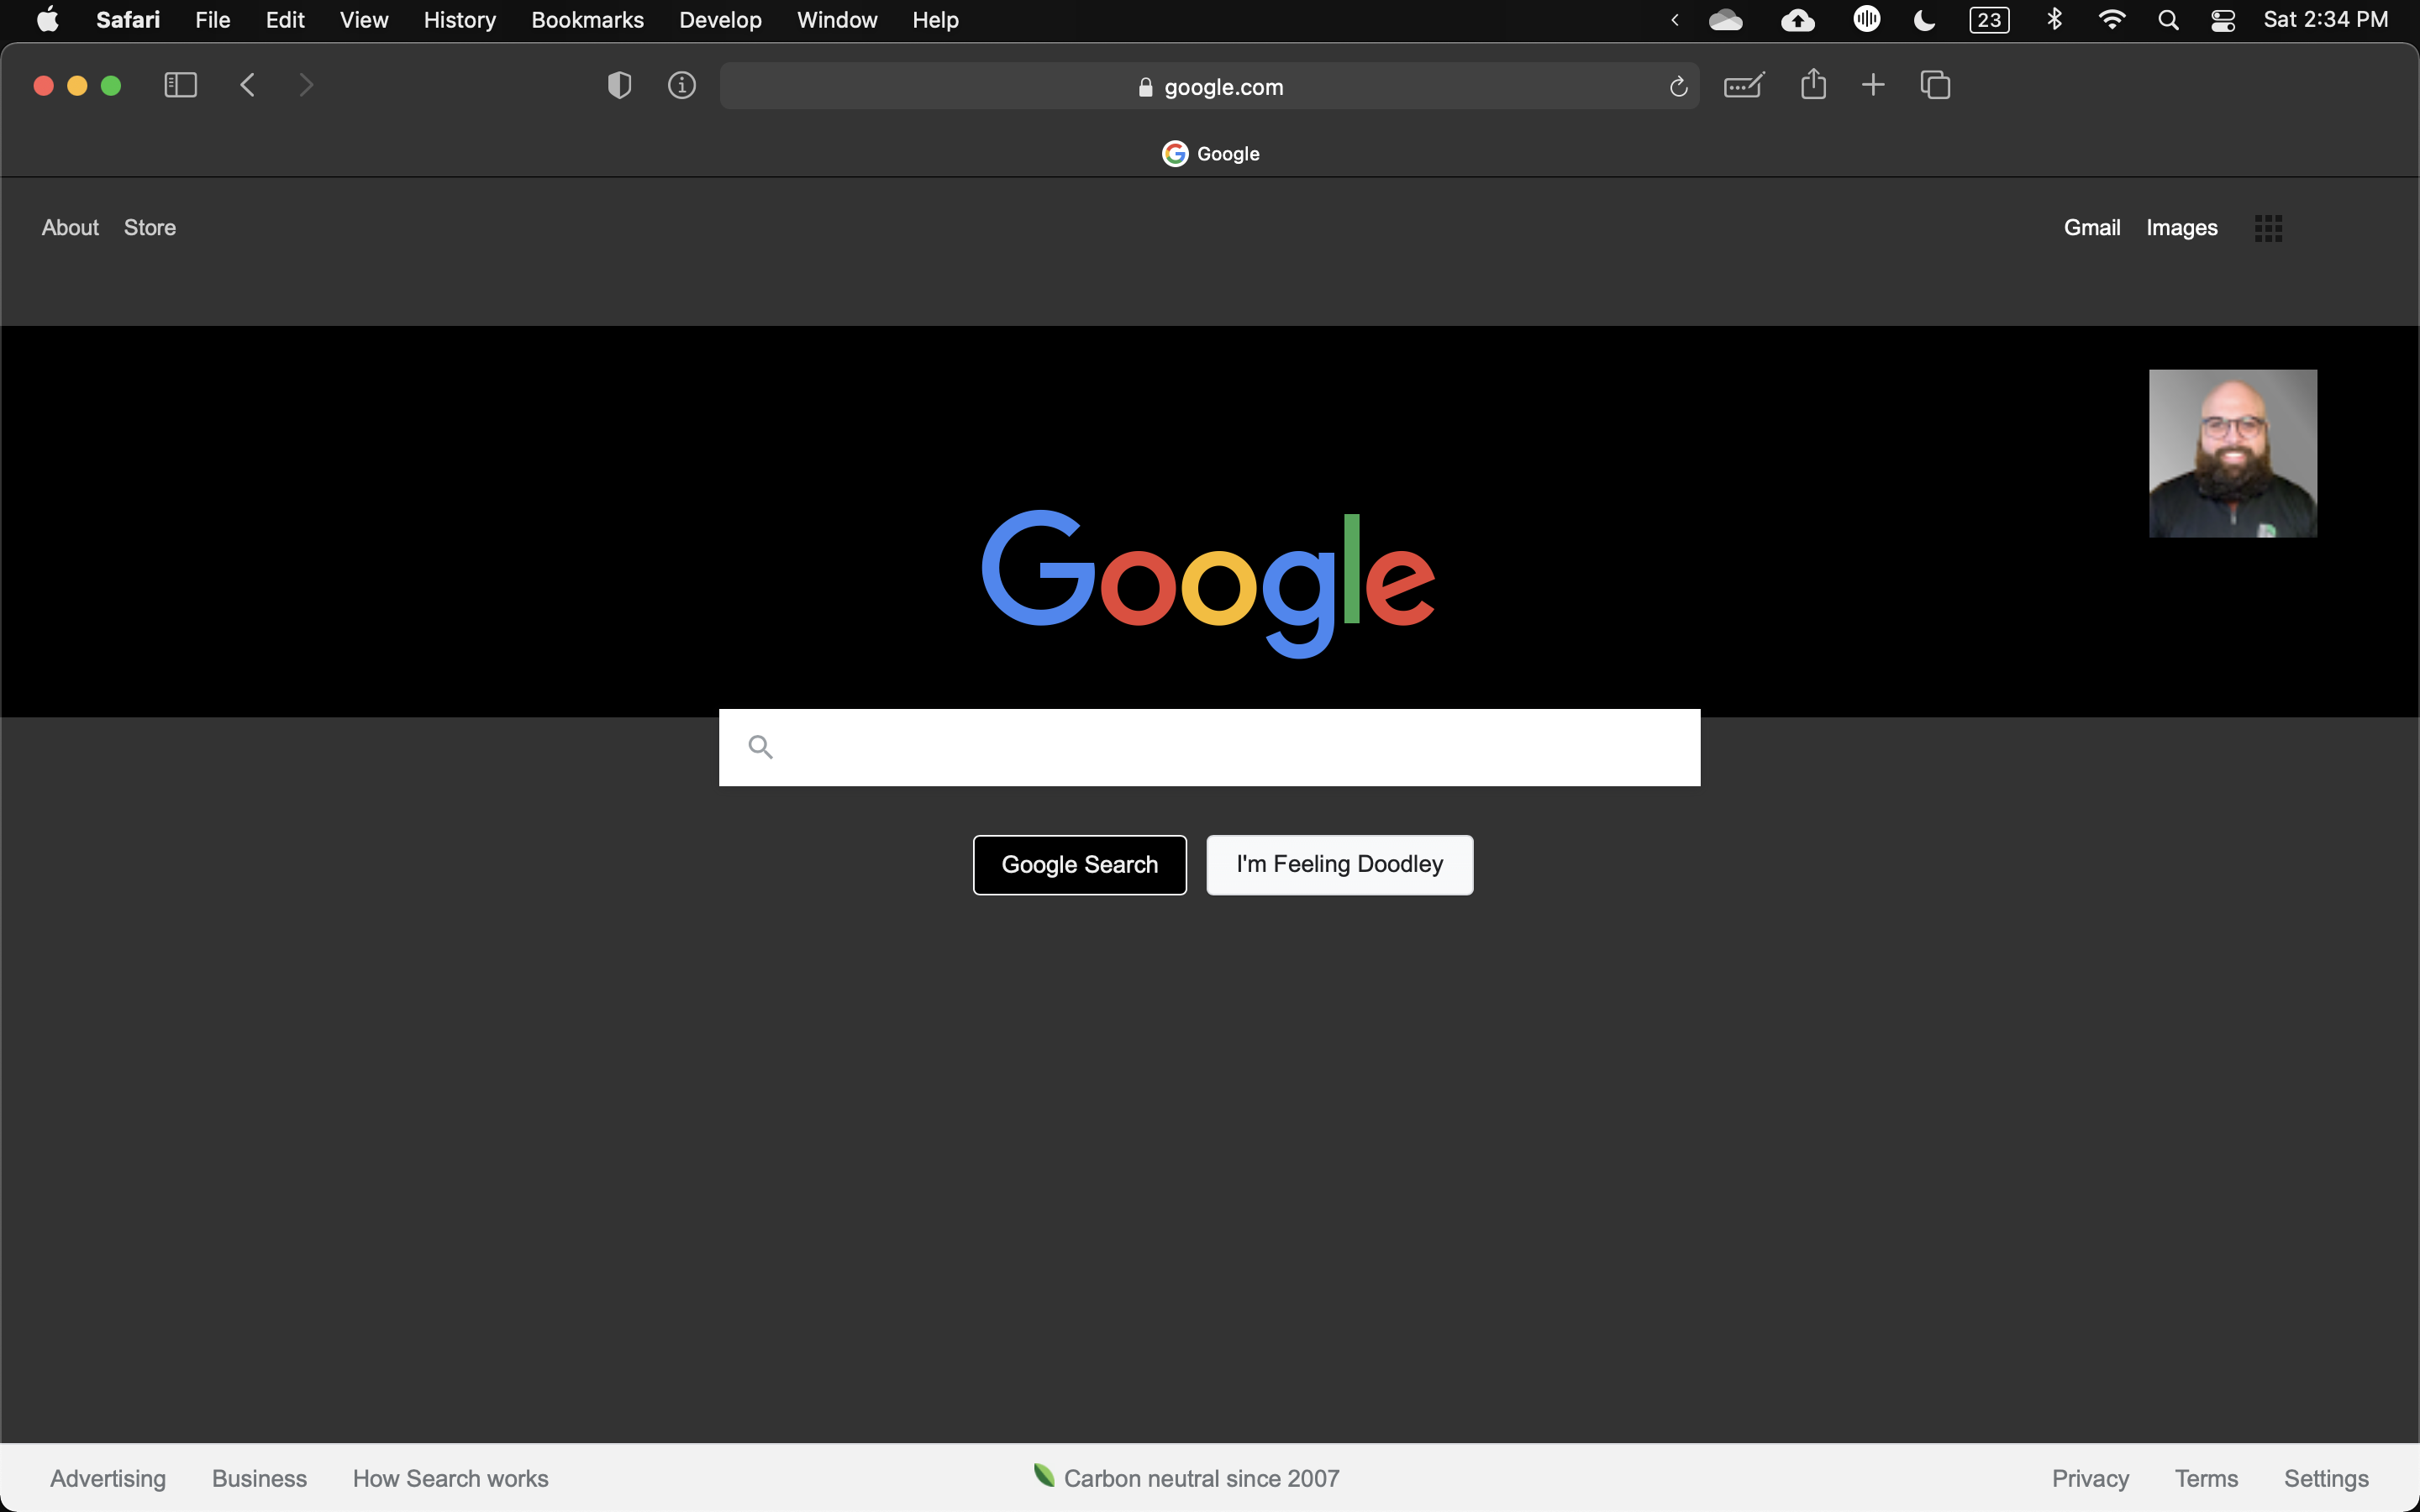 Safari File Edit View History Bookmarks Develop Window Help 23 Sat 2:34 PM
google.com
Google
About Store Gmail Images
Google
Google Search I'm Feeling Doodley
Advertising Business How Search works Carbon neutral since 2007 Privacy Terms Settings